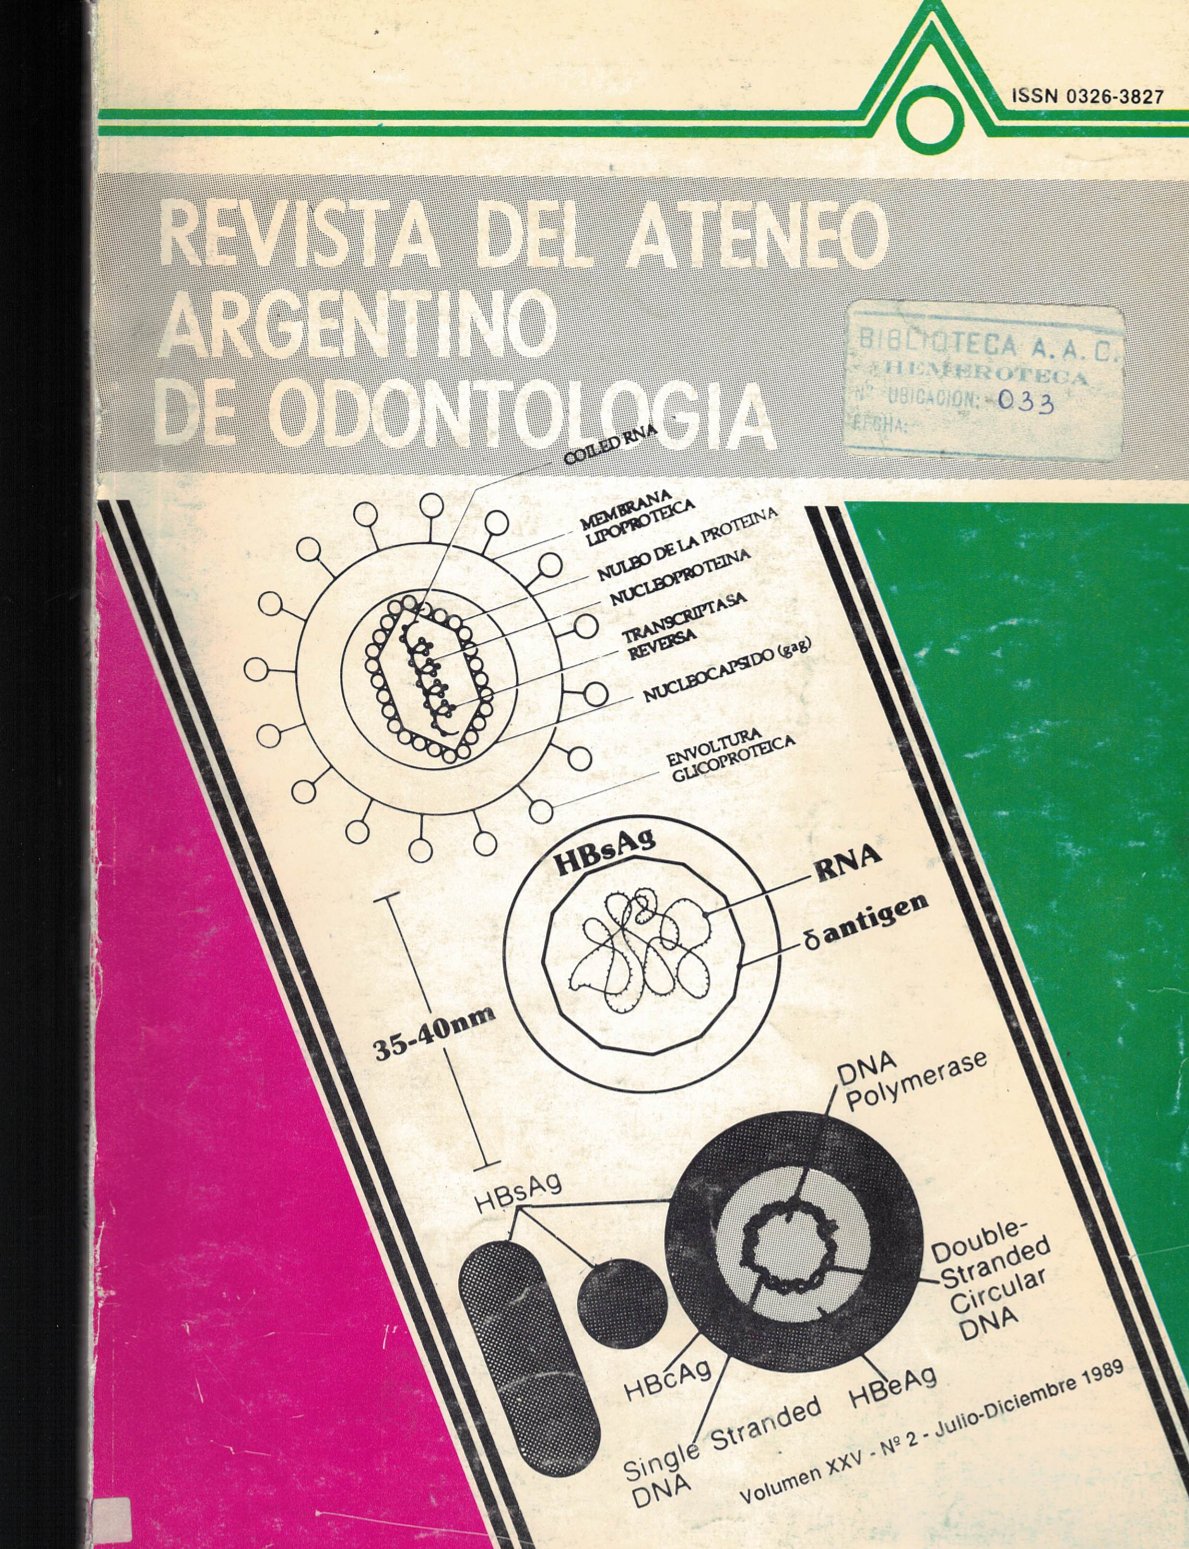 ISSN 0326-3827
REVISTA DEL ATENEO
ARGENTINO
DE ODONTOLOGIA
BIBLIOTECA A. A. C.
HEMEROTECA
Nº UBICACION: 033
FECHA:
COILED RNA
MEMBRANA
LIPOPROTEICA
NULEO DE LA PROTEINA
NUCLEOPROTEINA
TRANSCRIPTASA
REVERSA
NUCLEOCAPSIDO (gag)
ENVOLTURA
GLICOPROTEICA
HBsAg
RNA
δ antigen
35-40nm
DNA
Polymerase
HBsAg
Double-
Stranded
Circular
DNA
HBcAg
HBeAg
Single Stranded
DNA
Volumen XXV - Nº 2 - Julio-Diciembre 1989